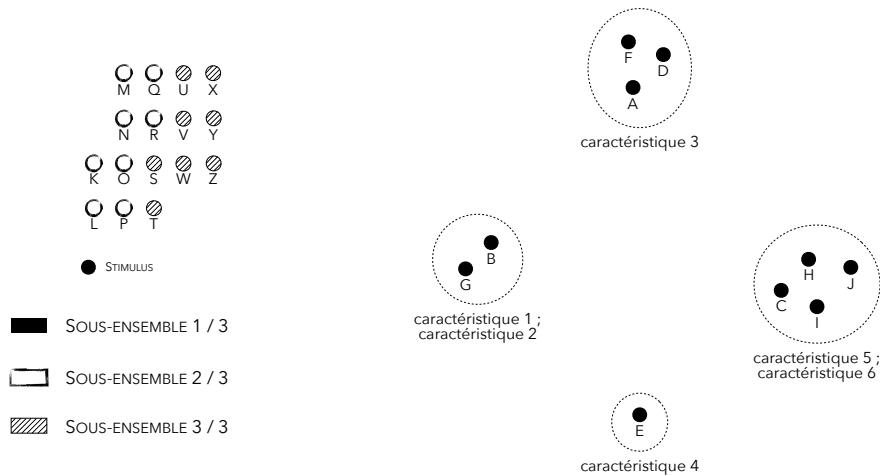 F
D
A
caractéristique 3
M Q U X
N R V Y
K O S W Z
L P T
STIMULUS
SOUS-ENSEMBLE 1 / 3
SOUS-ENSEMBLE 2 / 3
SOUS-ENSEMBLE 3 / 3
B
G
caractéristique 1 ;
caractéristique 2
H
J
C
I
caractéristique 5 ;
caractéristique 6
E
caractéristique 4